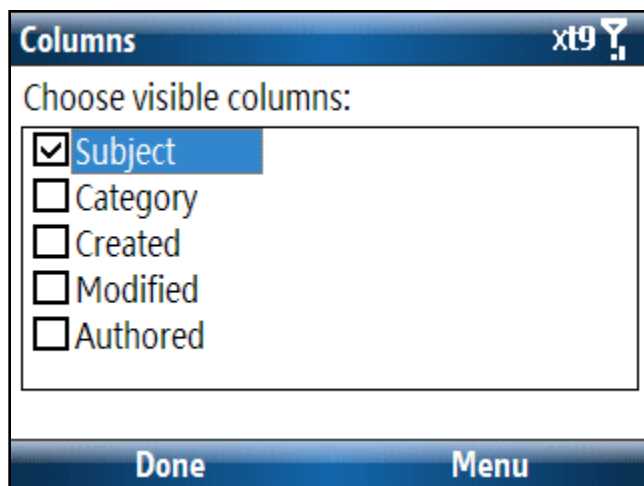 Columns xt9
Choose visible columns:
Subject
Category
Created
Modified
Authored
Done Menu